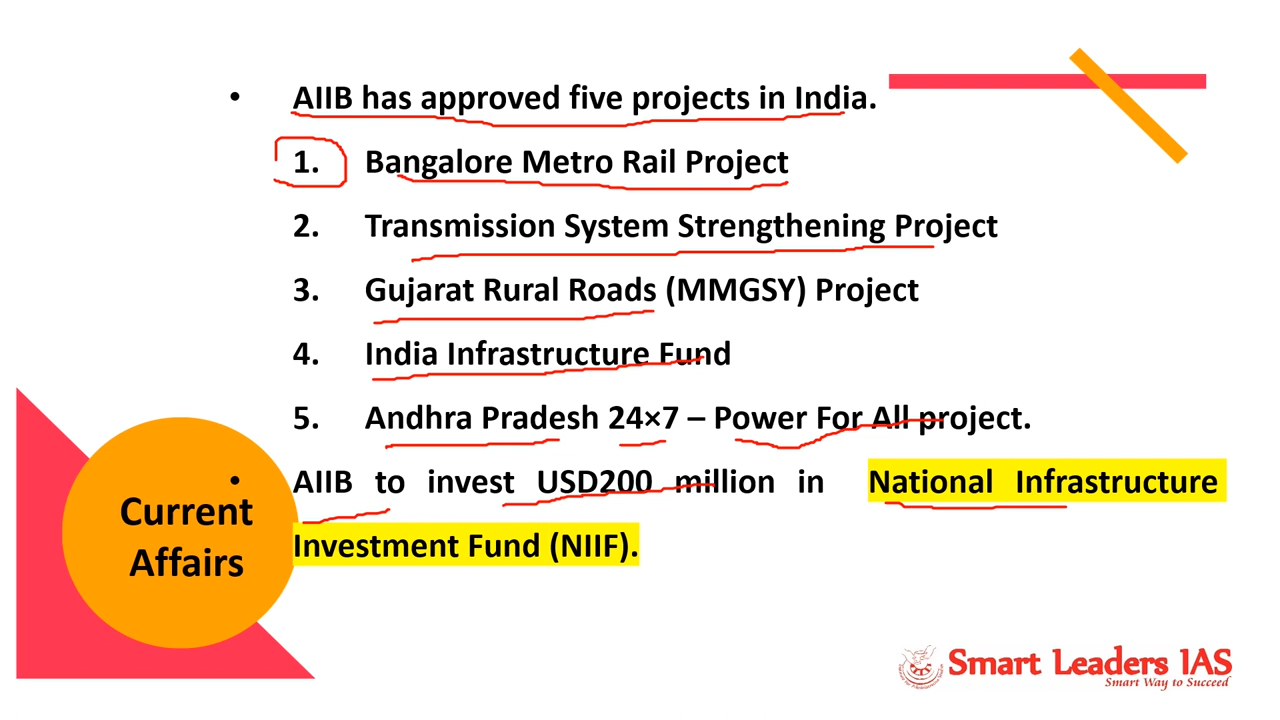 • AIIB has approved five projects in India.
1. Bangalore Metro Rail Project
2. Transmission System Strengthening Project
3. Gujarat Rural Roads (MMGSY) Project
4. India Infrastructure Fund
5. Andhra Pradesh 24×7 – Power For All project.
• AIIB to invest USD200 million in National Infrastructure
Investment Fund (NIIF).
Current
Affairs
Smart Leaders IAS
Smart Way to Succeed